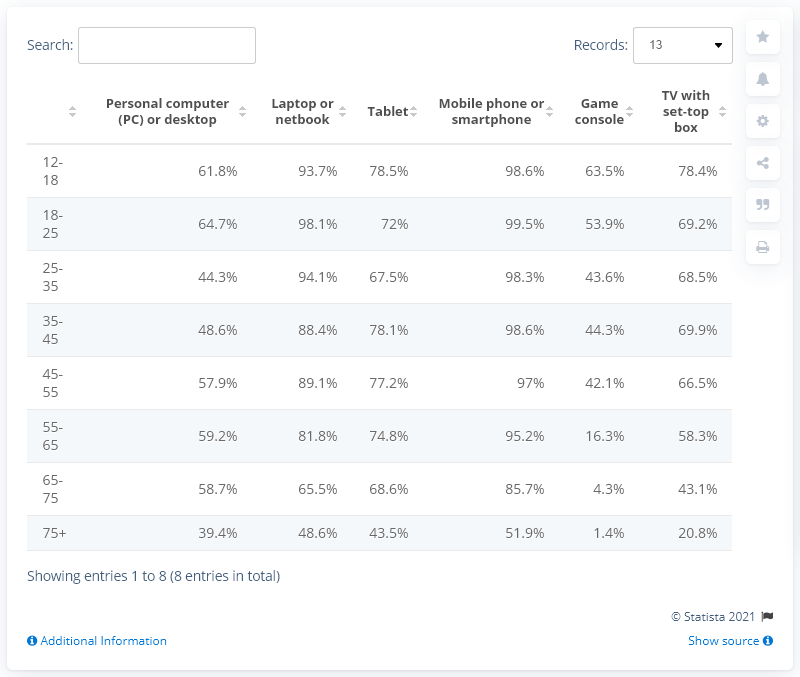 Search:
Records: 13
Personal computer (PC) or desktop Laptop or netbook Tablet Mobile phone or smartphone Game console TV with set-top box
12-18 61.8% 93.7% 78.5% 98.6% 63.5% 78.4%
18-25 64.7% 98.1% 72% 99.5% 53.9% 69.2%
25-35 44.3% 94.1% 67.5% 98.3% 43.6% 68.5%
35-45 48.6% 88.4% 78.1% 98.6% 44.3% 69.9%
45-55 57.9% 89.1% 77.2% 97% 42.1% 66.5%
55-65 59.2% 81.8% 74.8% 95.2% 16.3% 58.3%
65-75 58.7% 65.5% 68.6% 85.7% 4.3% 43.1%
75+ 39.4% 48.6% 43.5% 51.9% 1.4% 20.8%
Showing entries 1 to 8 (8 entries in total)
© Statista 2021
Additional Information
Show source